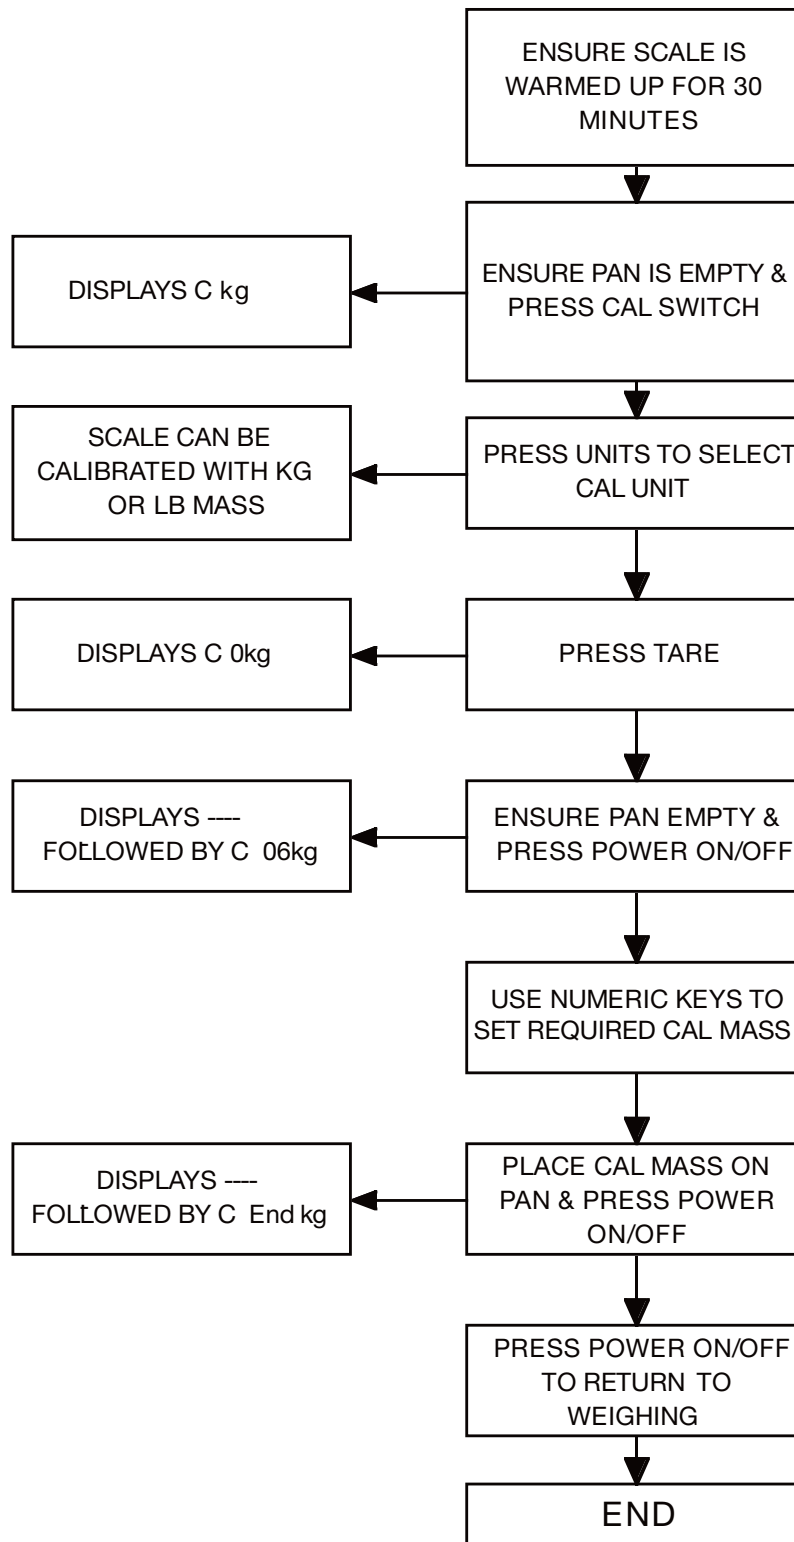 ENSURE SCALE IS
WARMED UP FOR 30
MINUTES
ENSURE PAN IS EMPTY &
PRESS CAL SWITCH
DISPLAYS C kg
PRESS UNITS TO SELECT
CAL UNIT
SCALE CAN BE
CALIBRATED WITH KG
OR LB MASS
PRESS TARE
DISPLAYS C 0kg
ENSURE PAN EMPTY &
PRESS POWER ON/OFF
DISPLAYS ----
FOLLOWED BY C 06kg
USE NUMERIC KEYS TO
SET REQUIRED CAL MASS
PLACE CAL MASS ON
PAN & PRESS POWER
ON/OFF
DISPLAYS ----
FOLLOWED BY C End kg
PRESS POWER ON/OFF
TO RETURN TO
WEIGHING
END